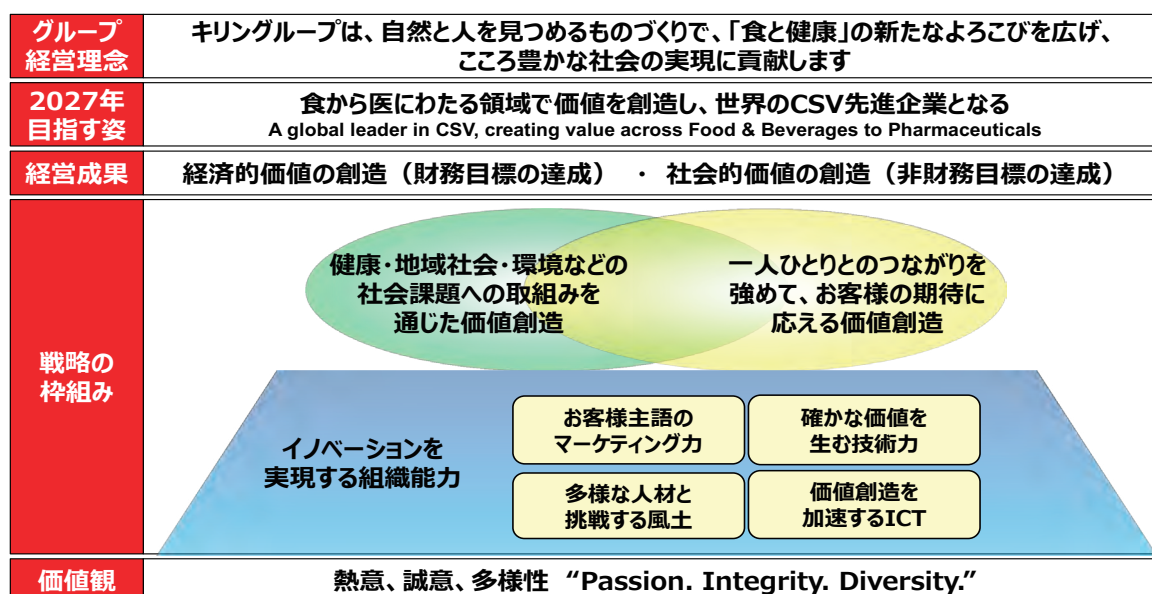 グループ
経営理念
キリングループは、自然と人を見つめるものづくりで、「食と健康」の新たなよろこびを広げ、
こころ豊かな社会の実現に貢献します
2027年
目指す姿
食から医にわたる領域で価値を創造し、世界のCSV先進企業となる
A global leader in CSV, creating value across Food & Beverages to Pharmaceuticals
経営成果
経済的価値の創造（財務目標の達成） ・ 社会的価値の創造（非財務目標の達成）
戦略の
枠組み
健康・地域社会・環境などの
社会課題への取組みを
通じた価値創造
一人ひとりとのつながりを
強めて、お客様の期待に
応える価値創造
イノベーションを
実現する組織能力
お客様主語の
マーケティング力
確かな価値を
生む技術力
多様な人材と
挑戦する風土
価値創造を
加速するICT
価値観
熱意、誠意、多様性 “Passion. Integrity. Diversity.”